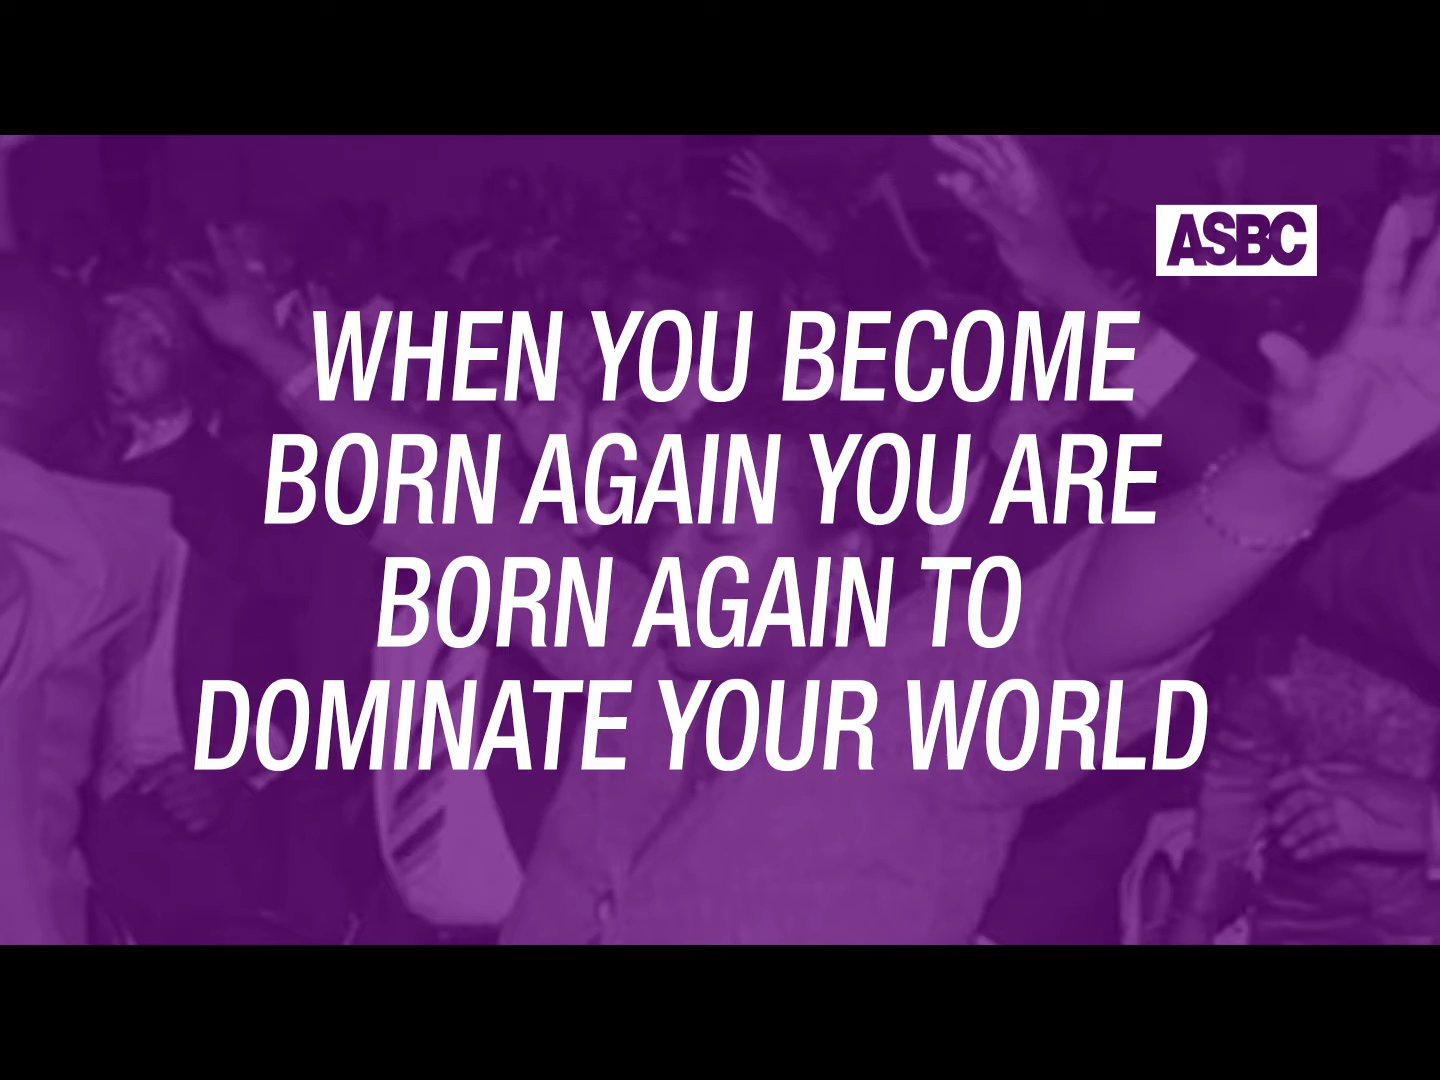 ASBC
WHEN YOU BECOME
BORN AGAIN YOU ARE
BORN AGAIN TO
DOMINATE YOUR WORLD